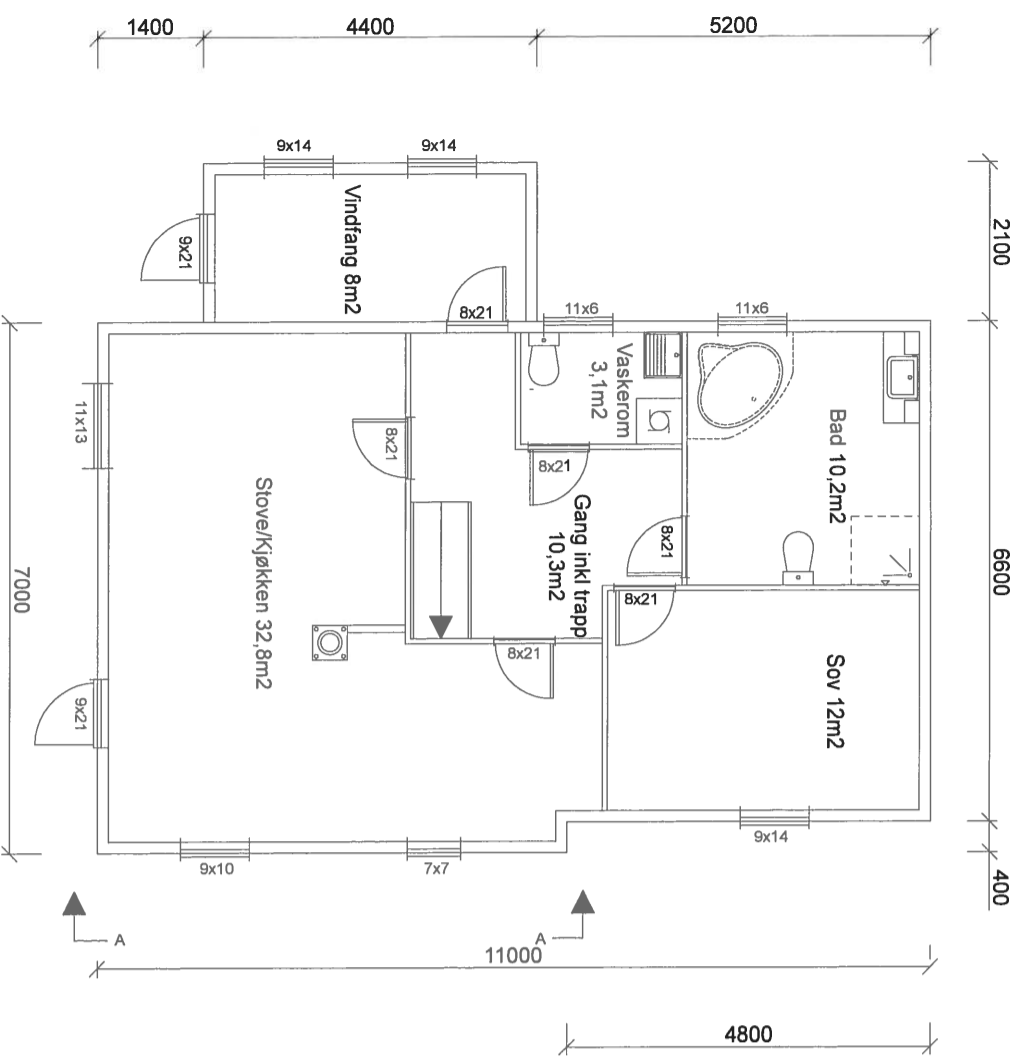 1400
4400
5200
9x14
9x14
Vindfang 8m2
9x21
8x21
2100
11x6
11x6
Vaskerom
3,1m2
11x13
8x21
8x21
Bad 10,2m2
Gang inkl trapp
10,3m2
8x21
8x21
Stove/Kjøkken 32,8m2
6600
7000
8x21
Sov 12m2
9x21
9x14
9x10
7x7
400
A
A
11000
4800